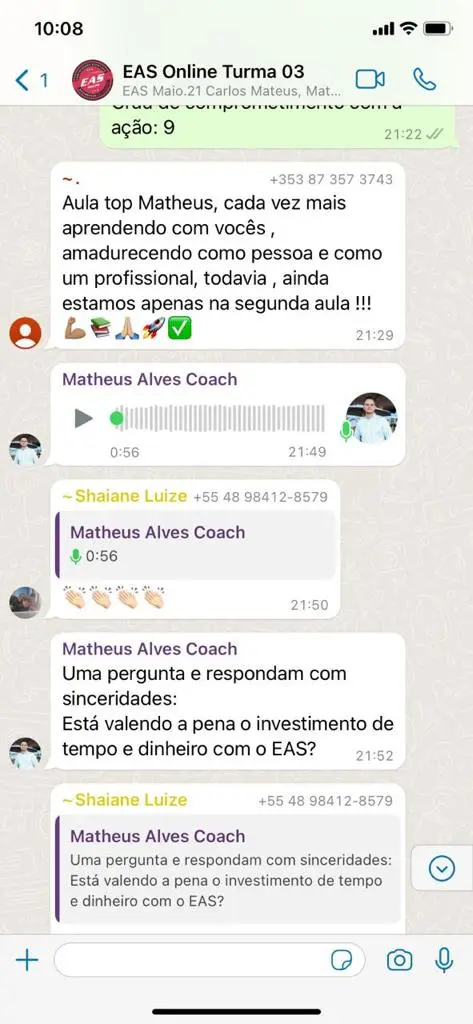 10:08
1
EAS
EAS Online Turma 03
EAS Maio.21 Carlos Mateus, Mat...
ação: 9
21:22
~. +353 87 357 3743
Aula top Matheus, cada vez mais
aprendendo com vocês ,
amadurecendo como pessoa e como
um profissional, todavia , ainda
estamos apenas na segunda aula !!!
💪🏼📚🙏🏼🚀✅
21:29
Matheus Alves Coach
0:56 21:49
~Shaiane Luize +55 48 98412-8579
Matheus Alves Coach
0:56
👏🏻👏🏻👏🏻👏🏻
21:50
Matheus Alves Coach
Uma pergunta e respondam com
sinceridades:
Está valendo a pena o investimento de
tempo e dinheiro com o EAS?
21:52
~Shaiane Luize +55 48 98412-8579
Matheus Alves Coach
Uma pergunta e respondam com sinceridades:
Está valendo a pena o investimento de tempo
e dinheiro com o EAS?